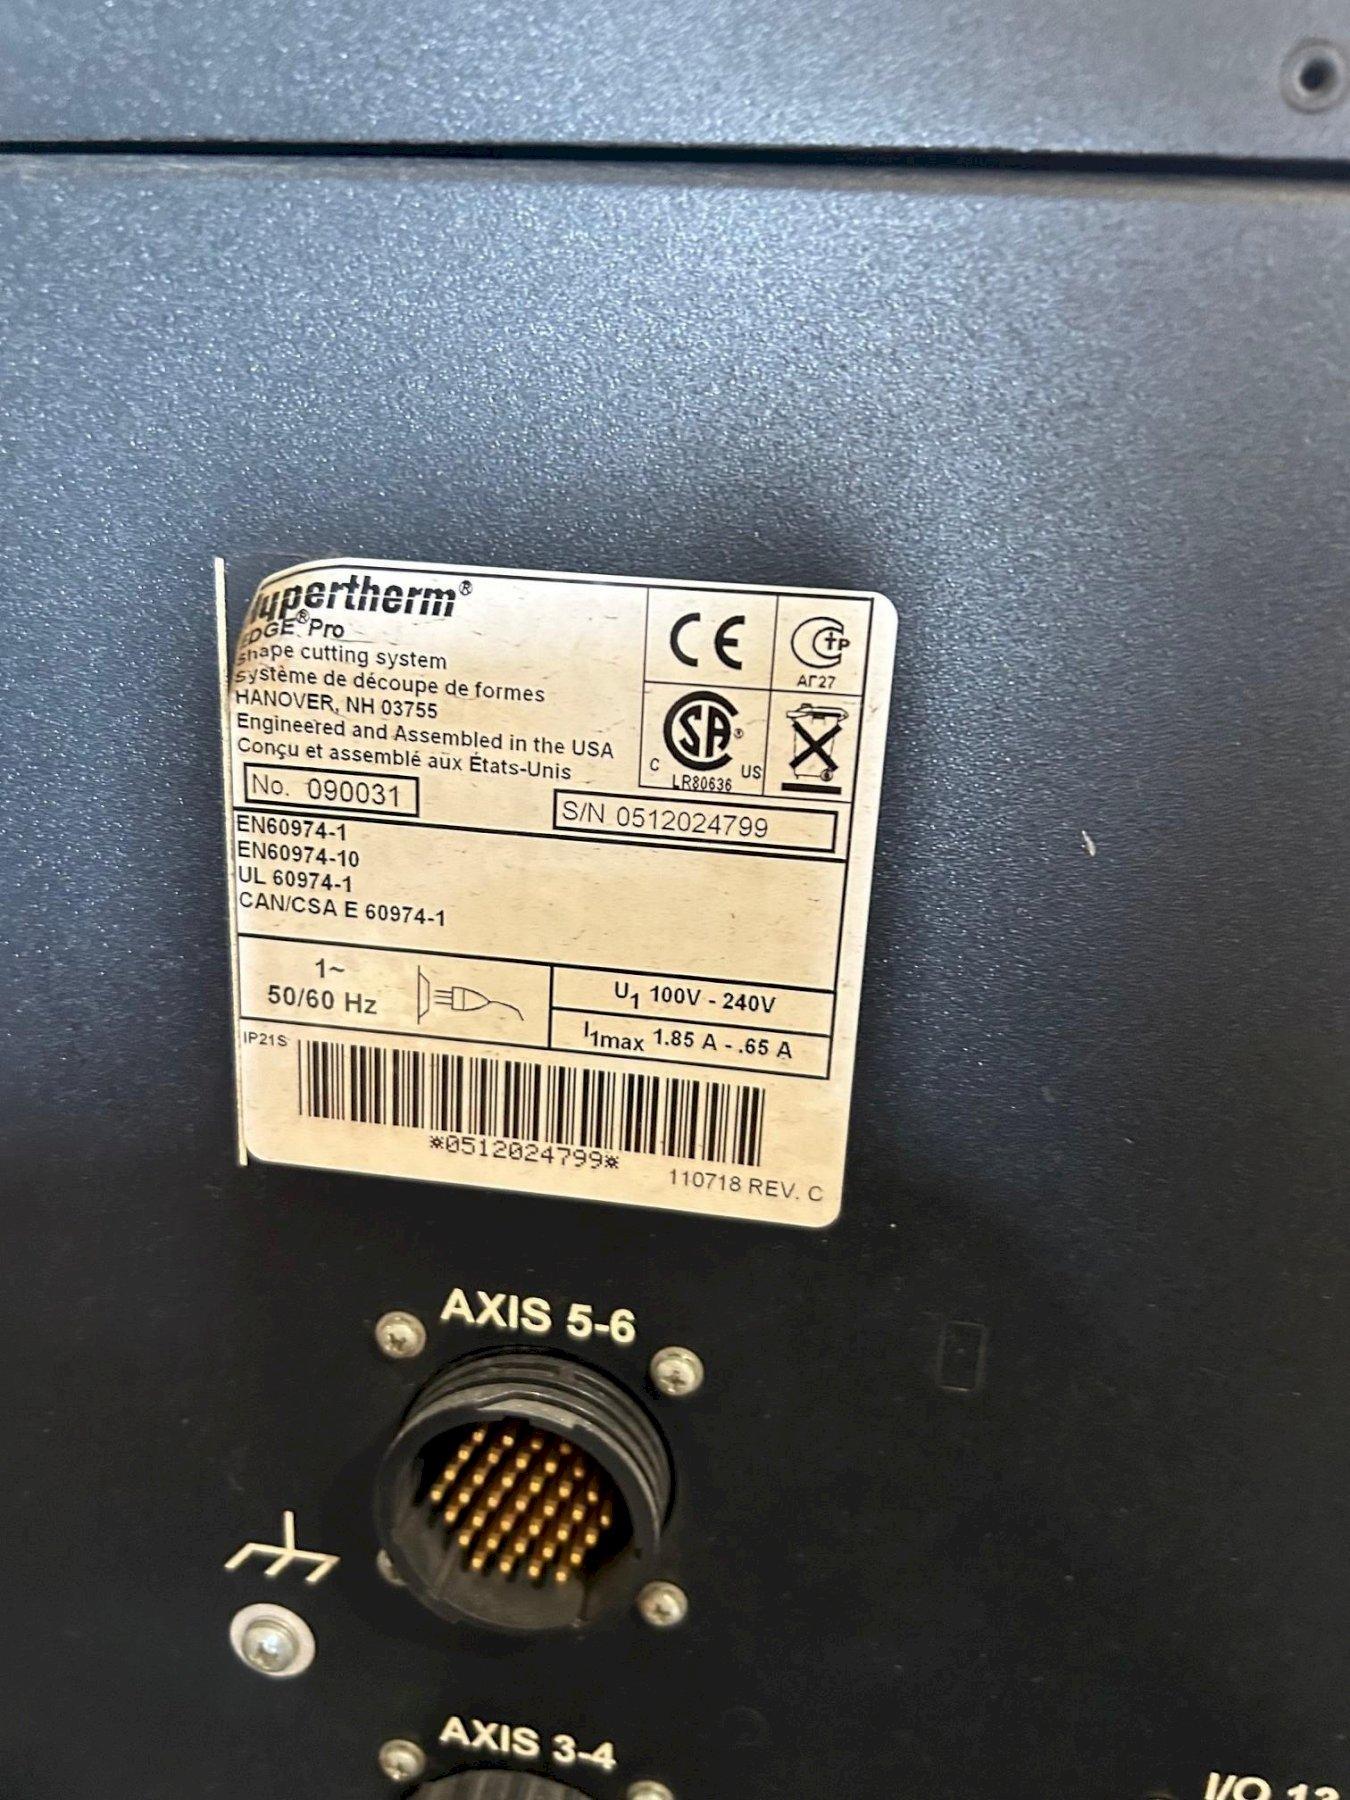 Hypertherm®
EDGE® Pro
Shape cutting system
Système de découpe de formes
HANOVER, NH 03755
Engineered and Assembled in the USA
Conçu et assemblé aux États-Unis
No. 090031
S/N 0512024799
CE
CTP
АГ27
SA®
C US
LR80636
EN60974-1
EN60974-10
UL 60974-1
CAN/CSA E 60974-1
1~
50/60 Hz
U1 100V - 240V
I1max 1.85 A - .65 A
IP21S
*0512024799*
110718 REV. C
AXIS 5-6
AXIS 3-4
I/O